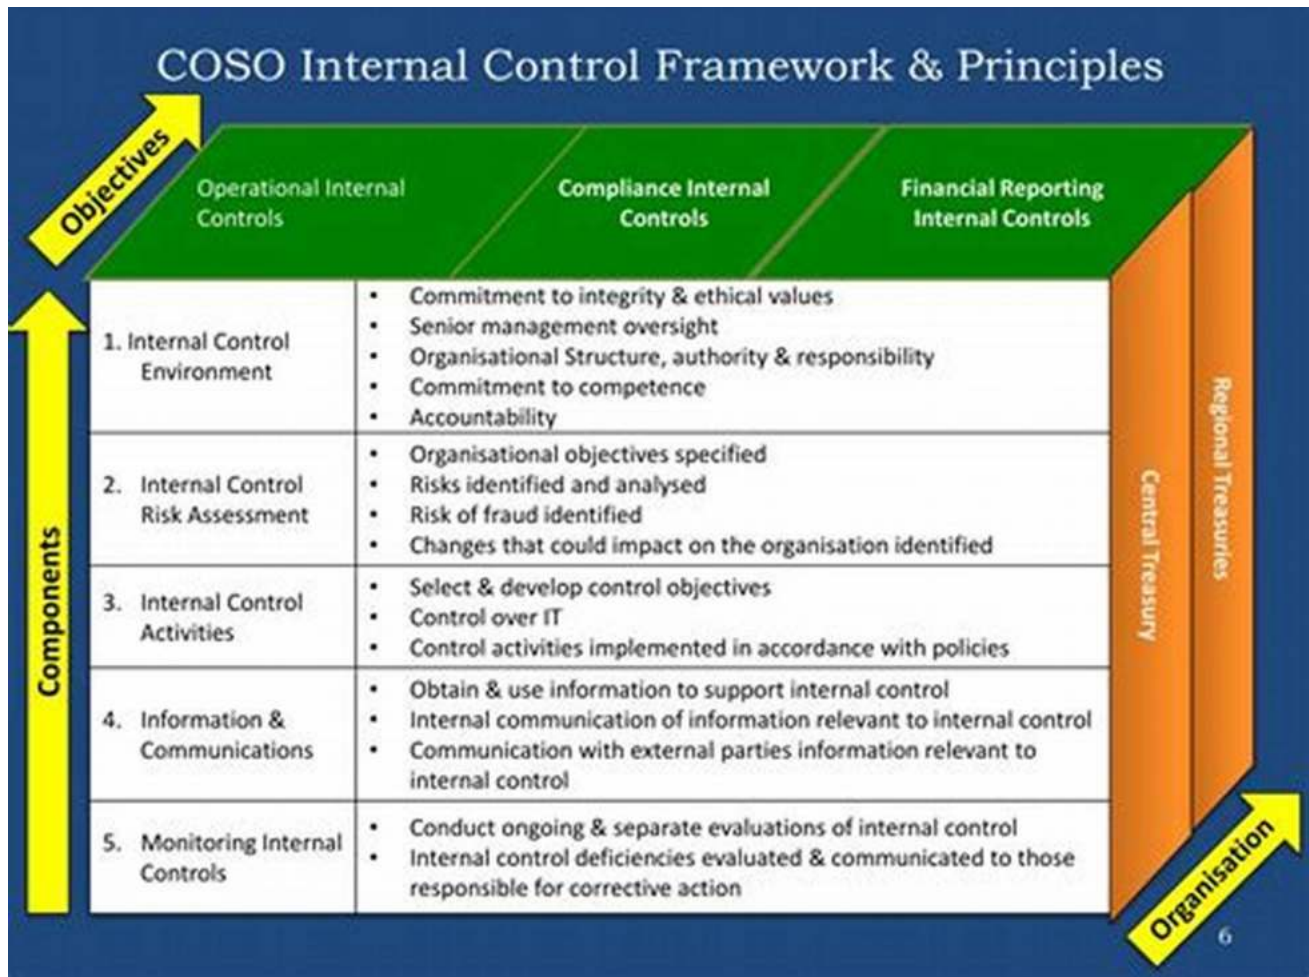 COSO Internal Control Framework & Principles
Objectives
Operational Internal
Controls
Compliance Internal
Controls
Financial Reporting
Internal Controls
Components
1. Internal Control
Environment
• Commitment to integrity & ethical values
• Senior management oversight
• Organisational Structure, authority & responsibility
• Commitment to competence
• Accountability
2. Internal Control
Risk Assessment
• Organisational objectives specified
• Risks identified and analysed
• Risk of fraud identified
• Changes that could impact on the organisation identified
3. Internal Control
Activities
• Select & develop control objectives
• Control over IT
• Control activities implemented in accordance with policies
4. Information &
Communications
• Obtain & use information to support internal control
• Internal communication of information relevant to internal control
• Communication with external parties information relevant to
internal control
5. Monitoring Internal
Controls
• Conduct ongoing & separate evaluations of internal control
• Internal control deficiencies evaluated & communicated to those
responsible for corrective action
Central Treasury
Regional Treasuries
Organisation
6